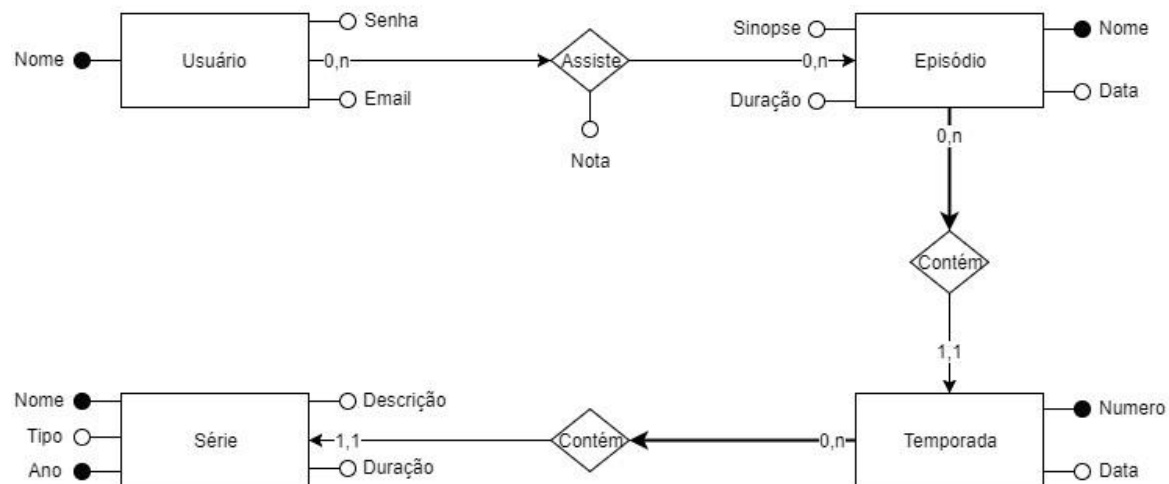 Senha
Nome
Usuário
0,n
Assiste
Email
Nota
Sinopse
0,n
Episódio
Nome
Duração
Data
0,n
Contém
1,1
Nome
Tipo
Ano
Série
Descrição
1,1
Duração
Contém
0,n
Temporada
Numero
Data